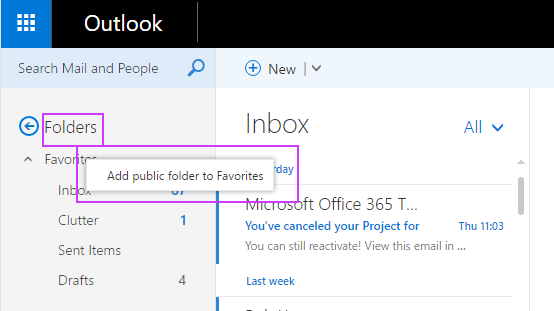 Outlook
Search Mail and People
New
Folders
Inbox
All
Favorites
Add public folder to Favorites
Inbox 67
Clutter 1
Sent Items
Drafts 4
Microsoft Office 365 T...
You've canceled your Project for Thu 11:03
You can still reactivate! View this email in ...
Last week